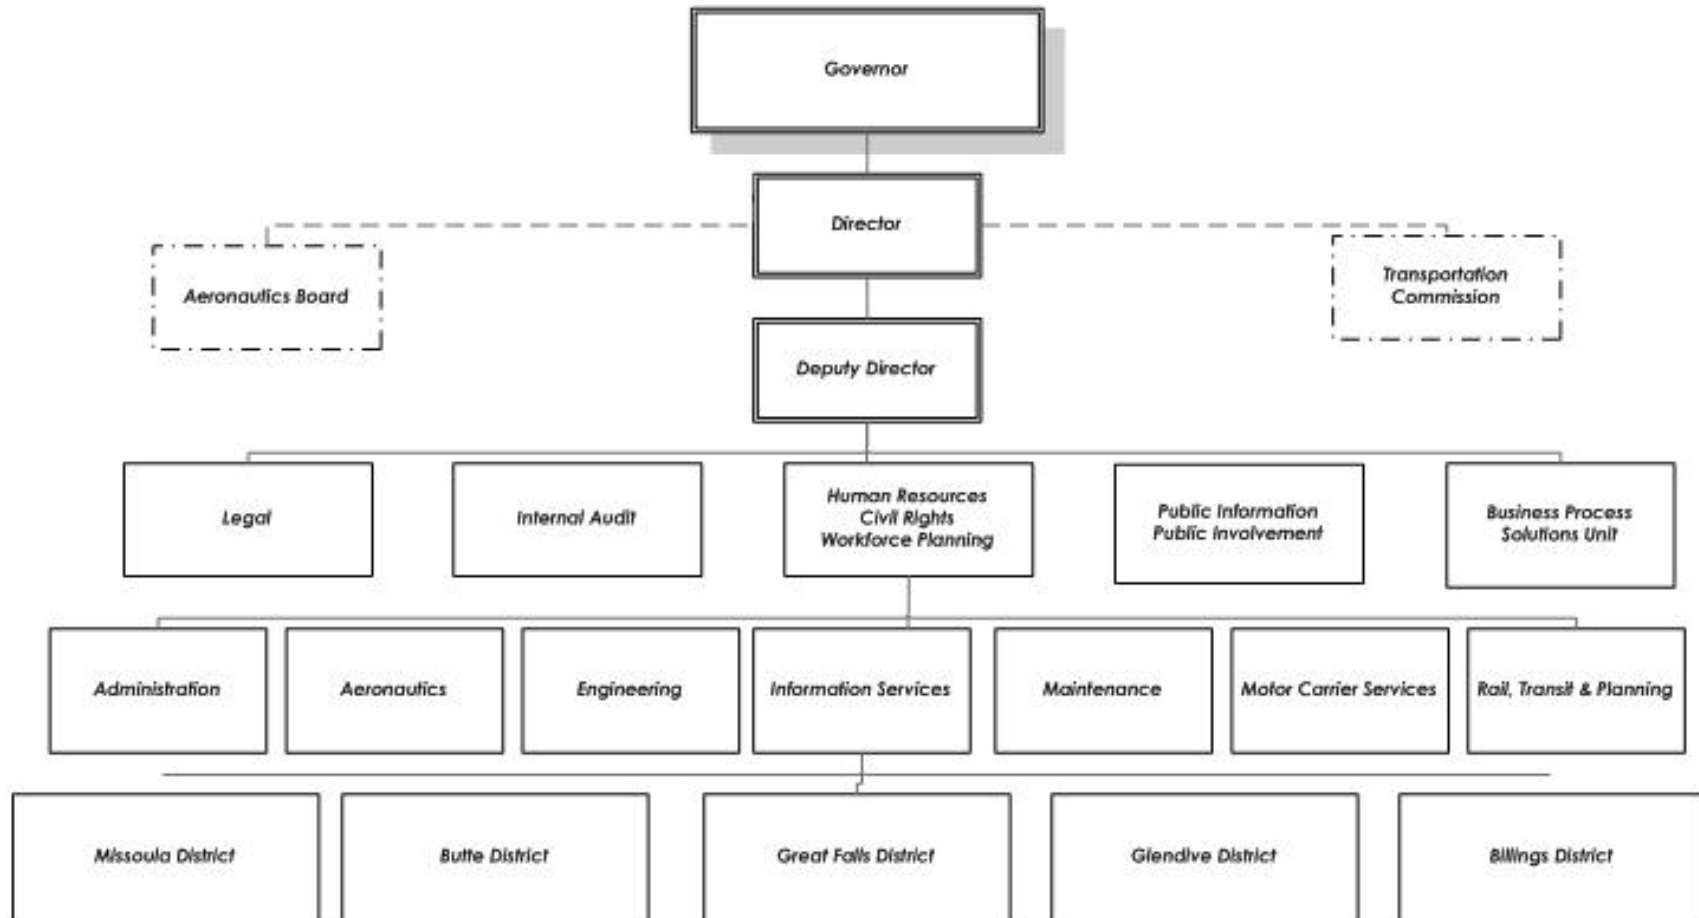 Governor
Director
Aeronautics Board
Transportation
Commission
Deputy Director
Legal
Internal Audit
Human Resources
Civil Rights
Workforce Planning
Public Information
Public Involvement
Business Process
Solutions Unit
Administration
Aeronautics
Engineering
Information Services
Maintenance
Motor Carrier Services
Rail, Transit & Planning
Missoula District
Butte District
Great Falls District
Glendive District
Billings District